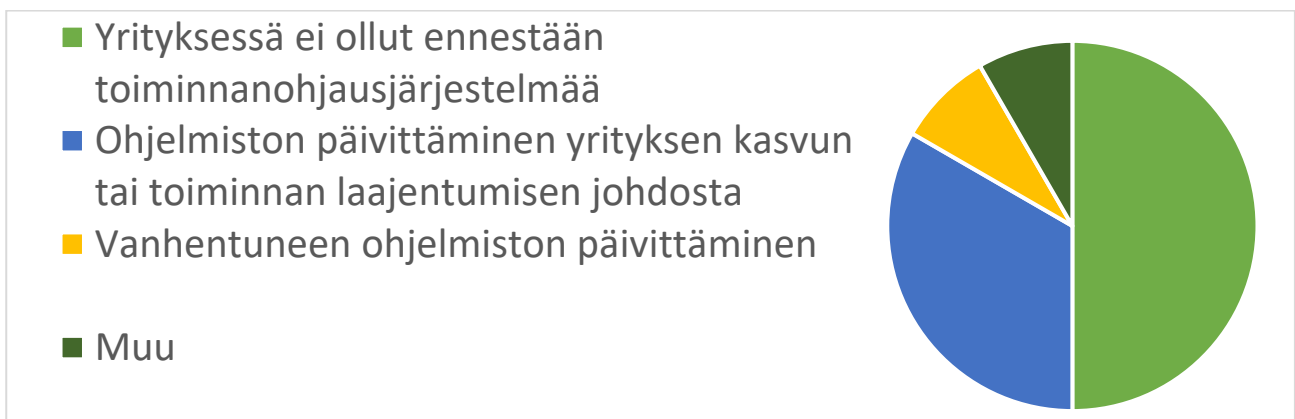 Yrityksessä ei ollut ennestään
toiminnanohjausjärjestelmää
Ohjelmiston päivittäminen yrityksen kasvun
tai toiminnan laajentumisen johdosta
Vanhentuneen ohjelmiston päivittäminen
Muu